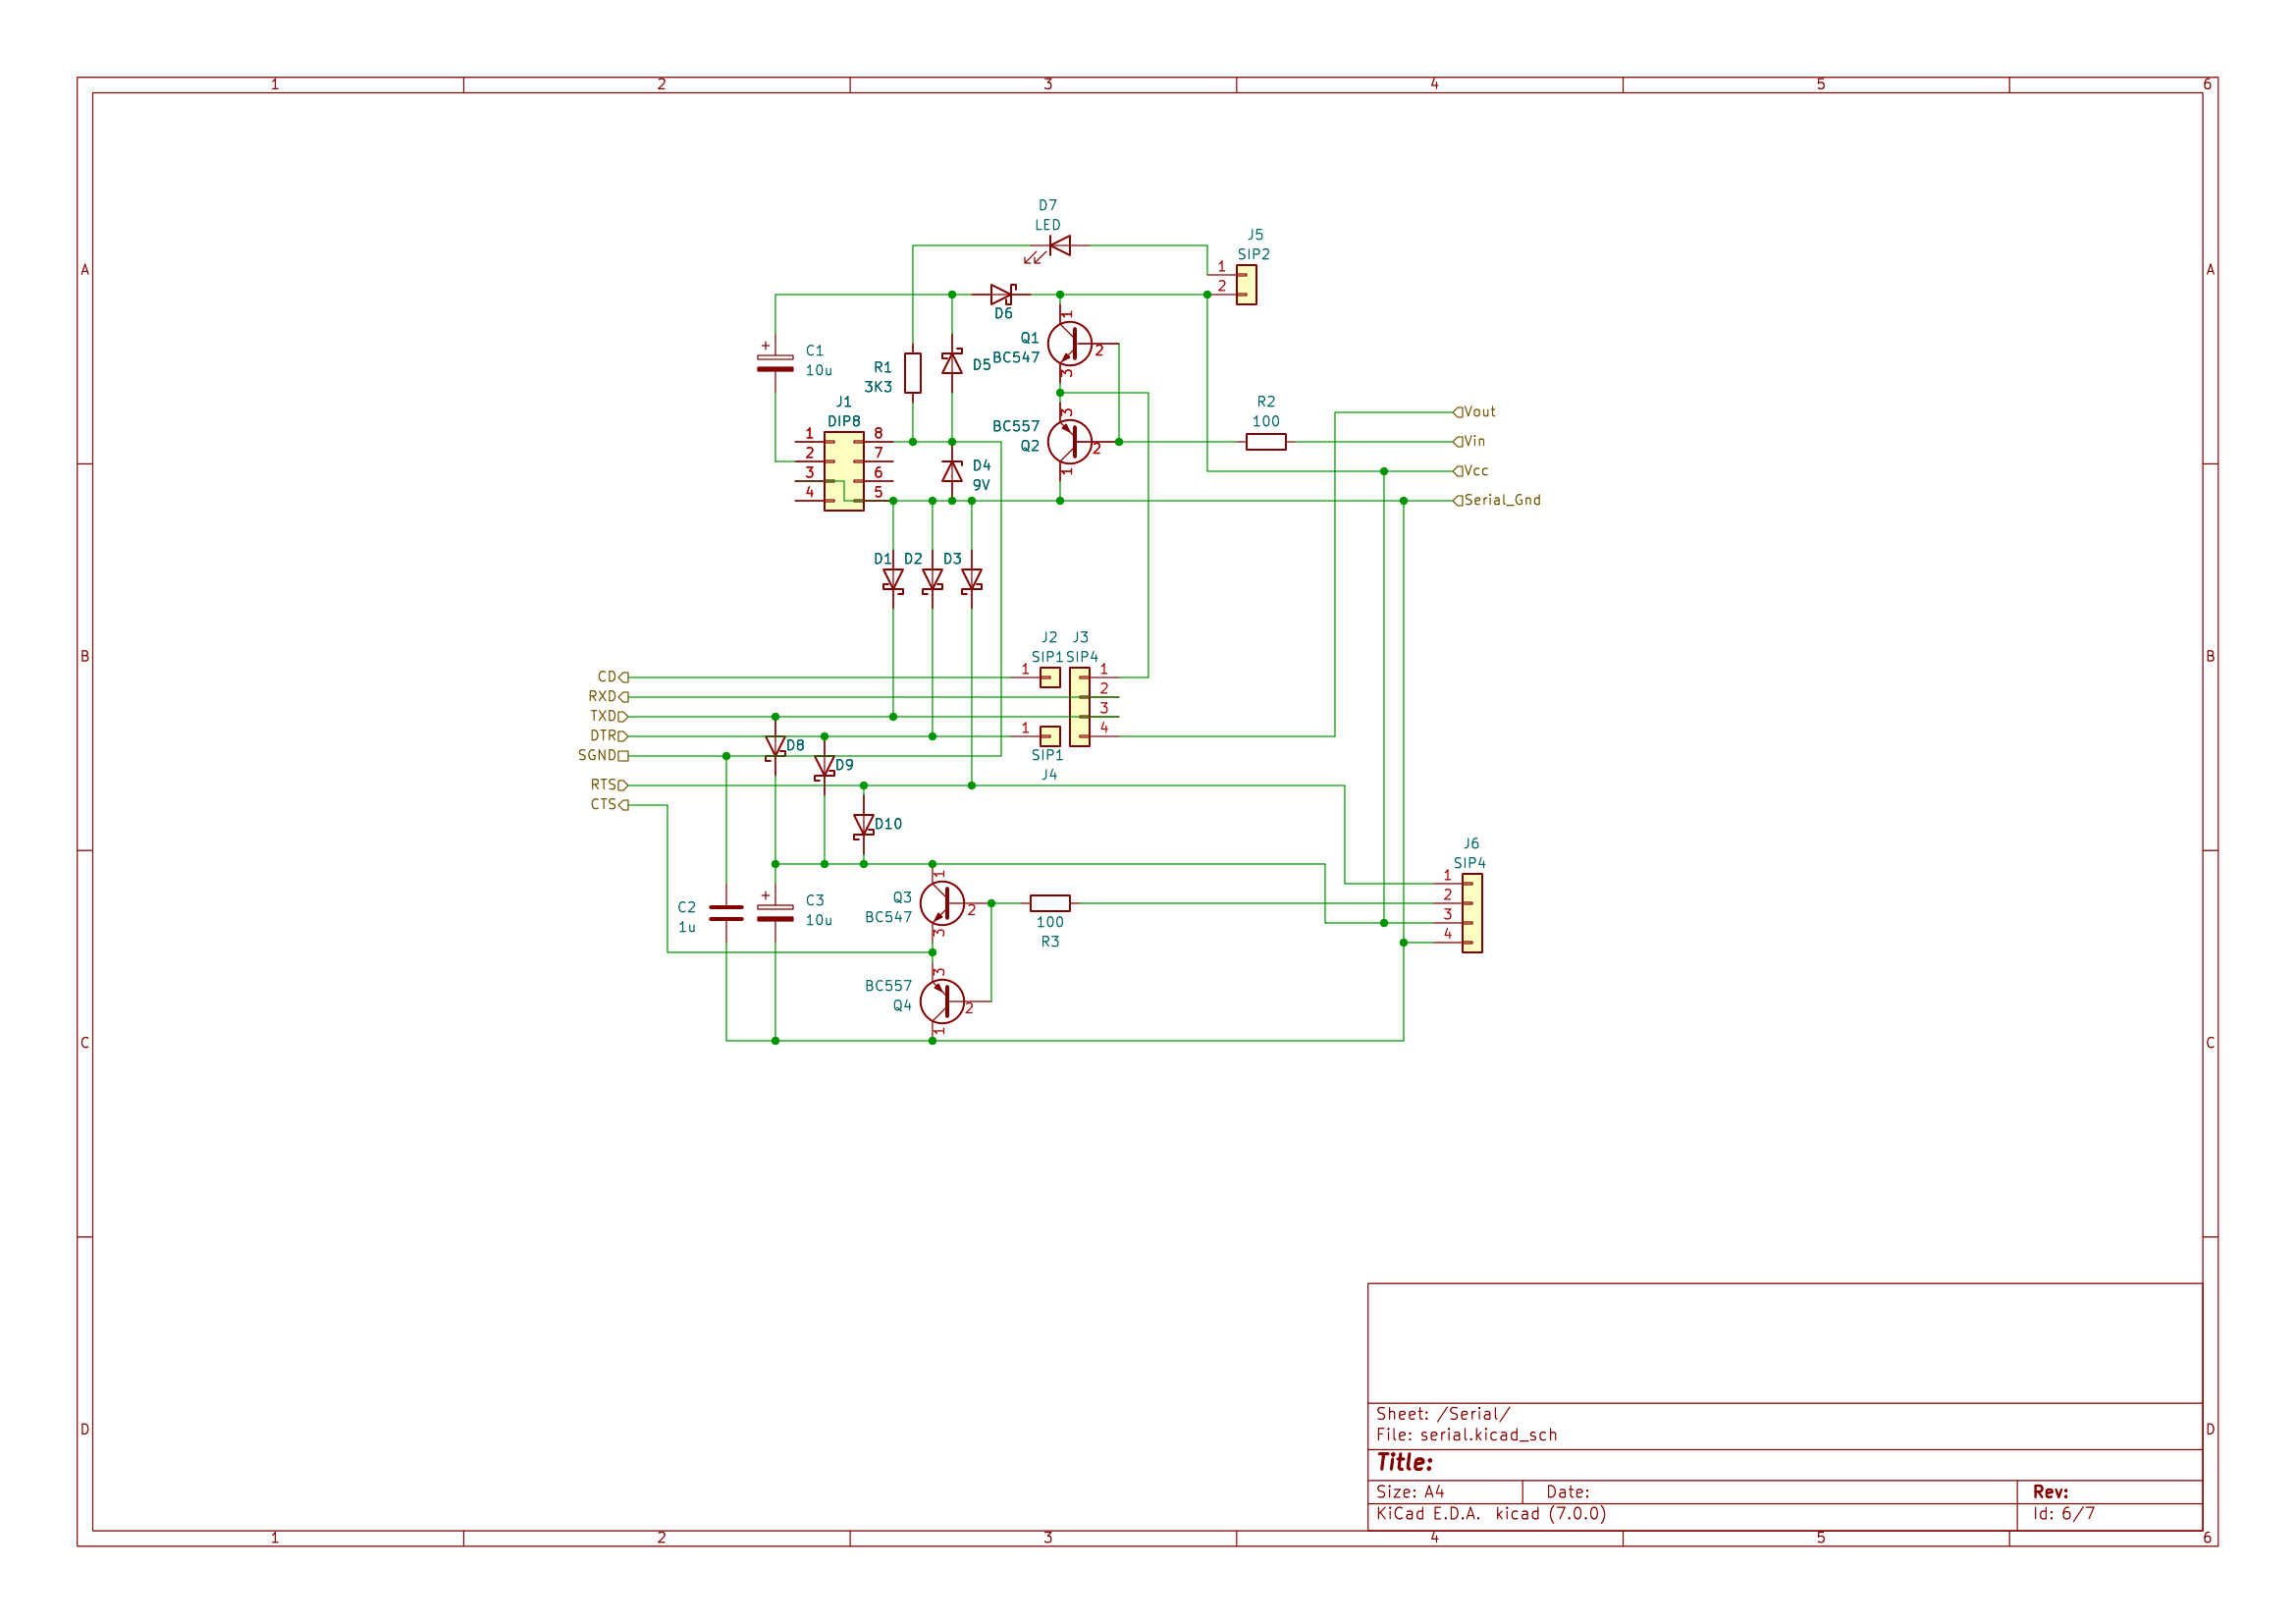 1 2 3 4 5 6
A A
D7
LED
J5
SIP2
1
2
D6
1
Q1
BC547
2
3
C1
10u
+
R1
3K3
D5
J1
DIP8
1 8
2 7
3 6
4 5
3
BC557
Q2
2
1
R2
100
Vout
Vin
Vcc
Serial_Gnd
D4
9V
D1 D2 D3
B B
J2 J3
SIP1 SIP4
CD 1 1
RXD 2
TXD 3
DTR 1 4
SGND D8 SIP1
D9 J4
RTS
CTS
D10
J6
SIP4
1
2
3
4
C2
1u
+
C3
10u
Q3
BC547
1
2
3
100
R3
BC557
Q4
3
2
1
C C
D D
Sheet: /Serial/
File: serial.kicad_sch
Title:
Size: A4 Date: Rev:
KiCad E.D.A. kicad (7.0.0) Id: 6/7
1 2 3 4 5 6